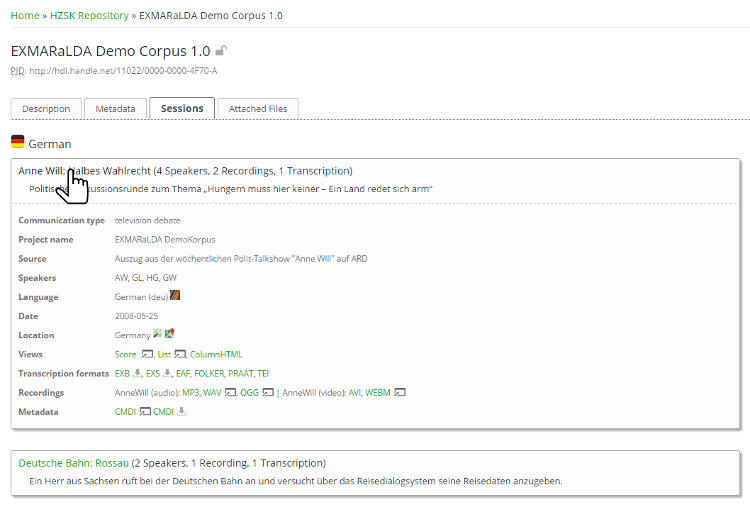 Home » HZSK Repository » EXMARaLDA Demo Corpus 1.0
EXMARaLDA Demo Corpus 1.0
PID: http://hdl.handle.net/11022/0000-0000-4F70-A
Description Metadata Sessions Attached Files
German
Anne Will: Halbes Wahlrecht (4 Speakers, 2 Recordings, 1 Transcription)
zum Thema „Hungern muss hier keiner – Ein Land redet sich arm“
Communication type television debate
Project name EXMARaLDA DemoKorpus
Source Auszug aus der wöchentlichen Polit-Talkshow "Anne Will" auf ARD
Speakers AW, GL, HG, GW
Language German (deu)
Date 2008-05-25
Location Germany
Views Score , List , ColumnHTML
Transcription formats EXB , EXS , EAF, FOLKER, PRAAT, TEI
Recordings AnneWill (audio): MP3, WAV , OGG | AnneWill (video): AVI, WEBM
Metadata CMDI CMDI
Deutsche Bahn: Rossau (2 Speakers, 1 Recording, 1 Transcription)
Ein Herr aus Sachsen ruft bei der Deutschen Bahn an und versucht über das Reisedialogsystem seine Reisedaten anzugeben.